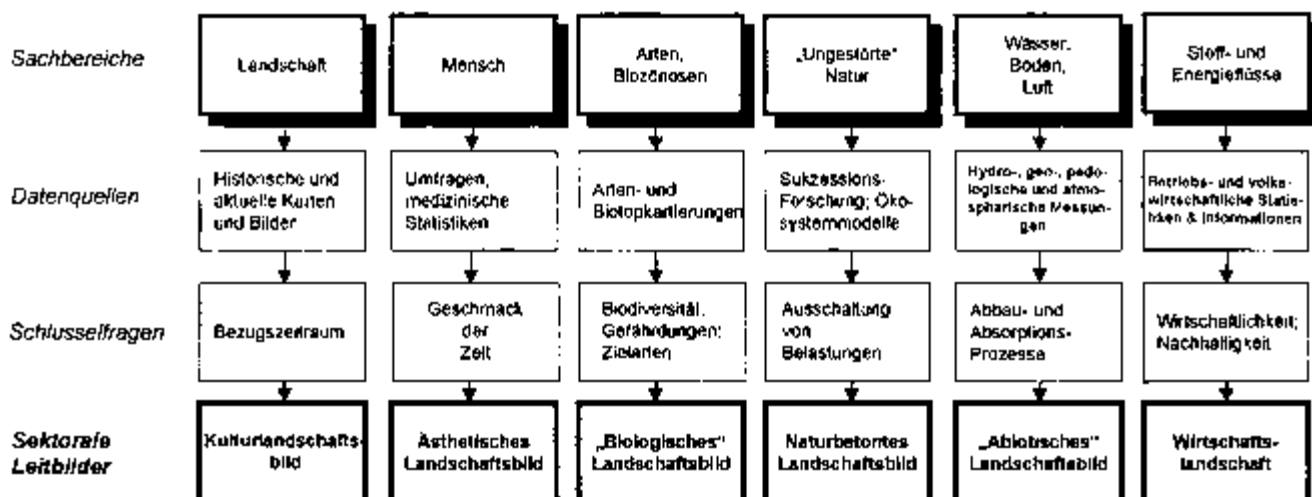 Sachbereiche
Landschaft
Mensch
Arten,
Biozönosen
„Ungestörte"
Natur
Wasser,
Boden,
Luft
Stoff- und
Energieflüsse
Datenquellen
Historische und
aktuelle Karten
und Bilder
Umfragen,
medizinische
Statistiken
Arten- und
Biotopkartierungen
Sukzessions-
Forschung; Öko-
systemmodelle
Hydro-, geo-, pedo-
logische und atmo-
sphärische Messun-
gen
Betriebs- und volks-
wirtschaftliche Statis-
tiken & Informationen
Schlusselfragen
Bezugszeitraum
Geschmack
der
Zeit
Biodiversität,
Gefährdungen;
Zielarten
Ausschaltung
von
Belastungen
Abbau- und
Absorptions-
Prozesse
Wirtschaftlichkeit;
Nachhaltigkeit
Sektorale
Leitbilder
Kulturlandschafts-
bild
Ästhetisches
Landschaftsbild
„Biologisches"
Landschaftsbild
Naturbetontes
Landschaftsbild
„Abiotisches"
Landschaftsbild
Wirtschafts-
landschaft